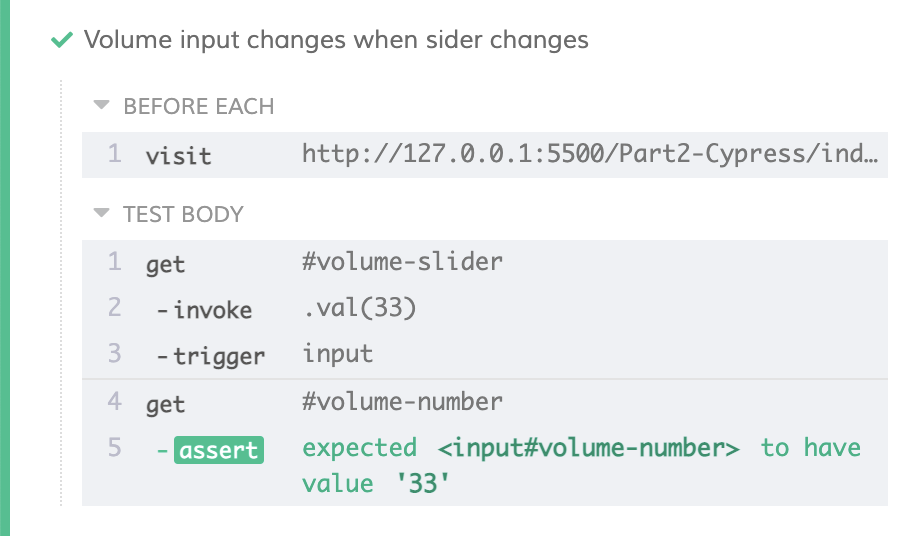 Volume input changes when sider changes
BEFORE EACH
1 visit http://127.0.0.1:5500/Part2-Cypress/ind…
TEST BODY
1 get #volume-slider
2 -invoke .val(33)
3 -trigger input
4 get #volume-number
5 -assert expected <input#volume-number> to have
value '33'